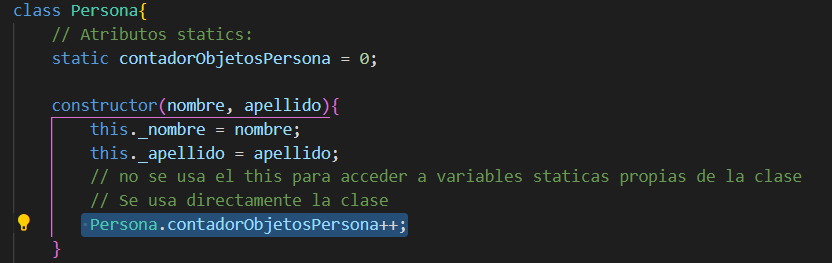 class Persona{
// Atributos statics:
static contadorObjetosPersona = 0;
constructor(nombre, apellido){
this._nombre = nombre;
this._apellido = apellido;
// no se usa el this para acceder a variables staticas propias de la clase
// Se usa directamente la clase
Persona.contadorObjetosPersona++;
}